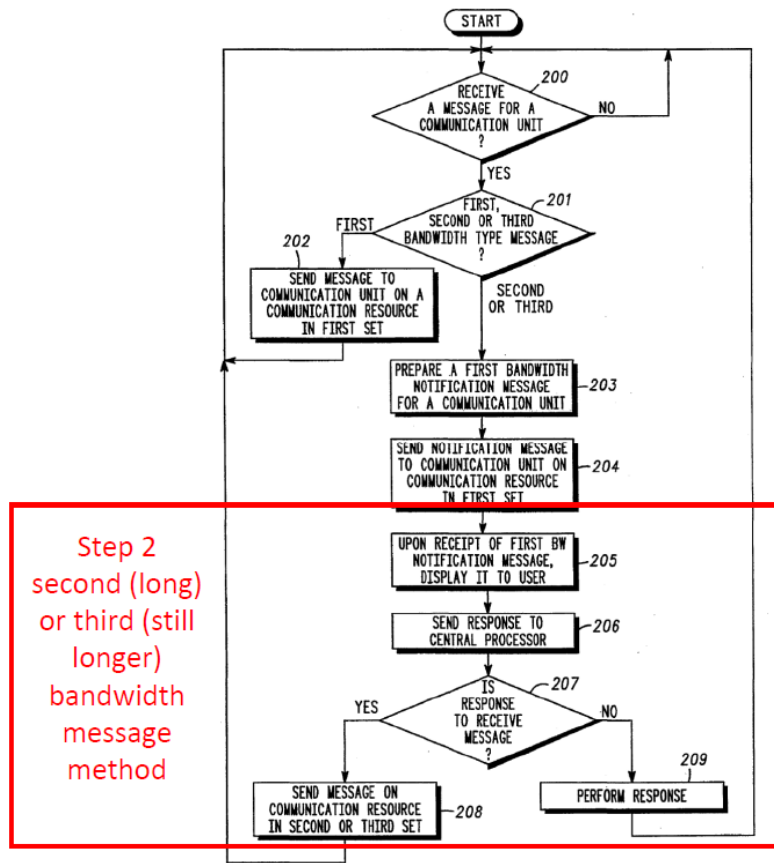 START
200
RECEIVE
A MESSAGE FOR A
COMMUNICATION UNIT
?
NO
YES
201
FIRST,
SECOND OR THIRD
BANDWIDTH TYPE MESSAGE
?
FIRST
202
SEND MESSAGE TO
COMMUNICATION UNIT ON A
COMMUNICATION RESOURCE
IN FIRST SET
SECOND
OR THIRD
PREPARE A FIRST BANDWIDTH
NOTIFICATION MESSAGE
FOR A COMMUNICATION UNIT
203
SEND NOTIFICATION MESSAGE
TO COMMUNICATION UNIT ON
COMMUNICATION RESOURCE
IN FIRST SET
204
Step 2
second (long)
or third (still
longer)
bandwidth
message
method
UPON RECEIPT OF FIRST BW
NOTIFICATION MESSAGE,
DISPLAY IT TO USER
205
SEND RESPONSE TO
CENTRAL PROCESSOR
206
207
IS
RESPONSE
TO RECEIVE
MESSAGE
?
YES
NO
SEND MESSAGE ON
COMMUNICATION RESOURCE
IN SECOND OR THIRD SET
208
209
PERFORM RESPONSE